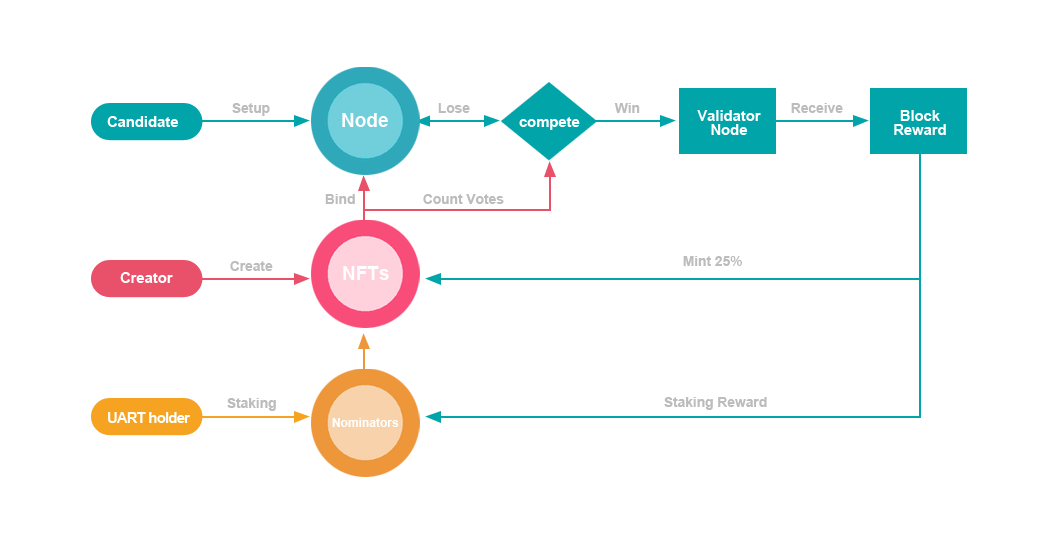 Candidate
Setup
Node
Lose
compete
Win
Validator
Node
Receive
Block
Reward
Bind
Count Votes
Creator
Create
NFTs
Mint 25%
UART holder
Staking
Nominators
Staking Reward